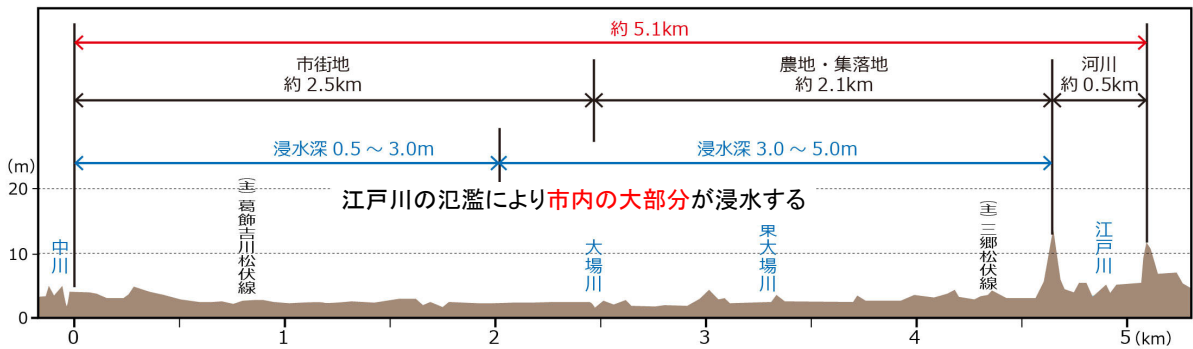 約 5.1km
市街地
約 2.5km
農地・集落地
約 2.1km
河川
約 0.5km
浸水深 0.5 ～ 3.0m
浸水深 3.0 ～ 5.0m
(m)
20
10
0
江戸川の氾濫により市内の大部分が浸水する
中川
(主)葛飾吉川松伏線
大場川
東大場川
(主)三郷松伏線
江戸川
0
1
2
3
4
5 (km)